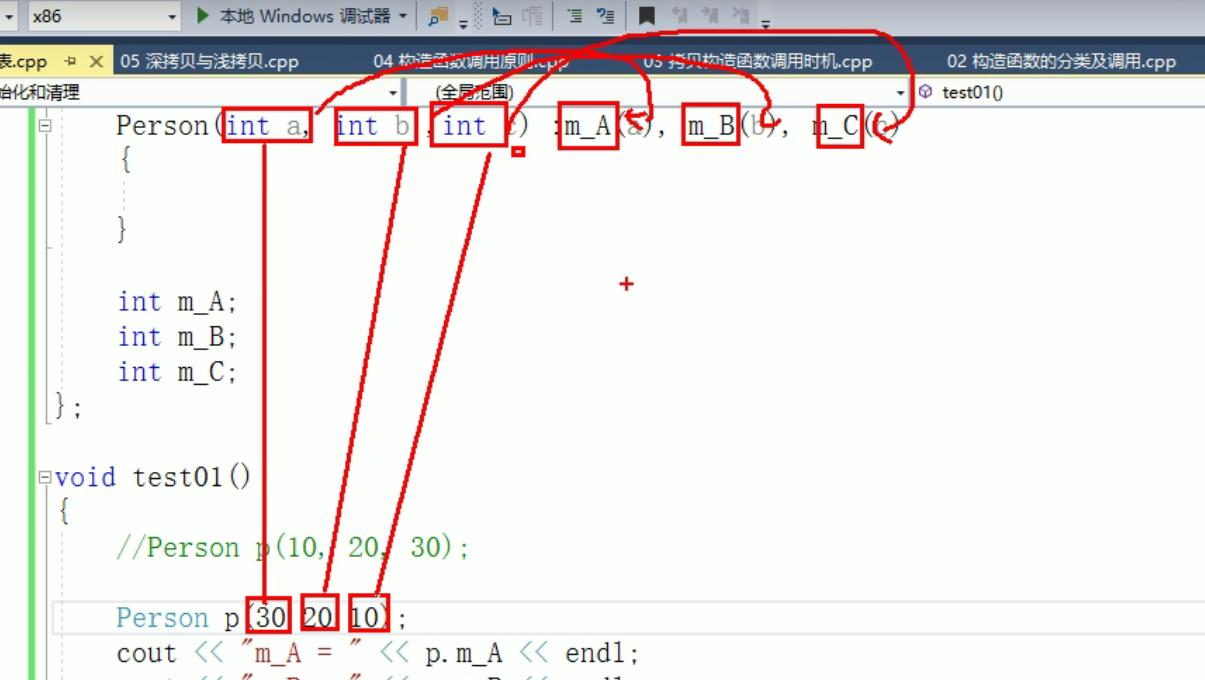 x86 本地 Windows 调试器
表.cpp 05 深拷贝与浅拷贝.cpp 04 构造函数调用原则.cpp 03 拷贝构造函数调用时机.cpp 02 构造函数的分类及调用.cpp
始化和清理 (全局范围) test01()
Person(int a, int b ,int c) :m_A(a), m_B(b), m_C(c)
{
}
int m_A;
int m_B;
int m_C;
};
void test01()
{
//Person p(10, 20, 30);
Person p(30 20 10);
cout << "m_A = " << p.m_A << endl;